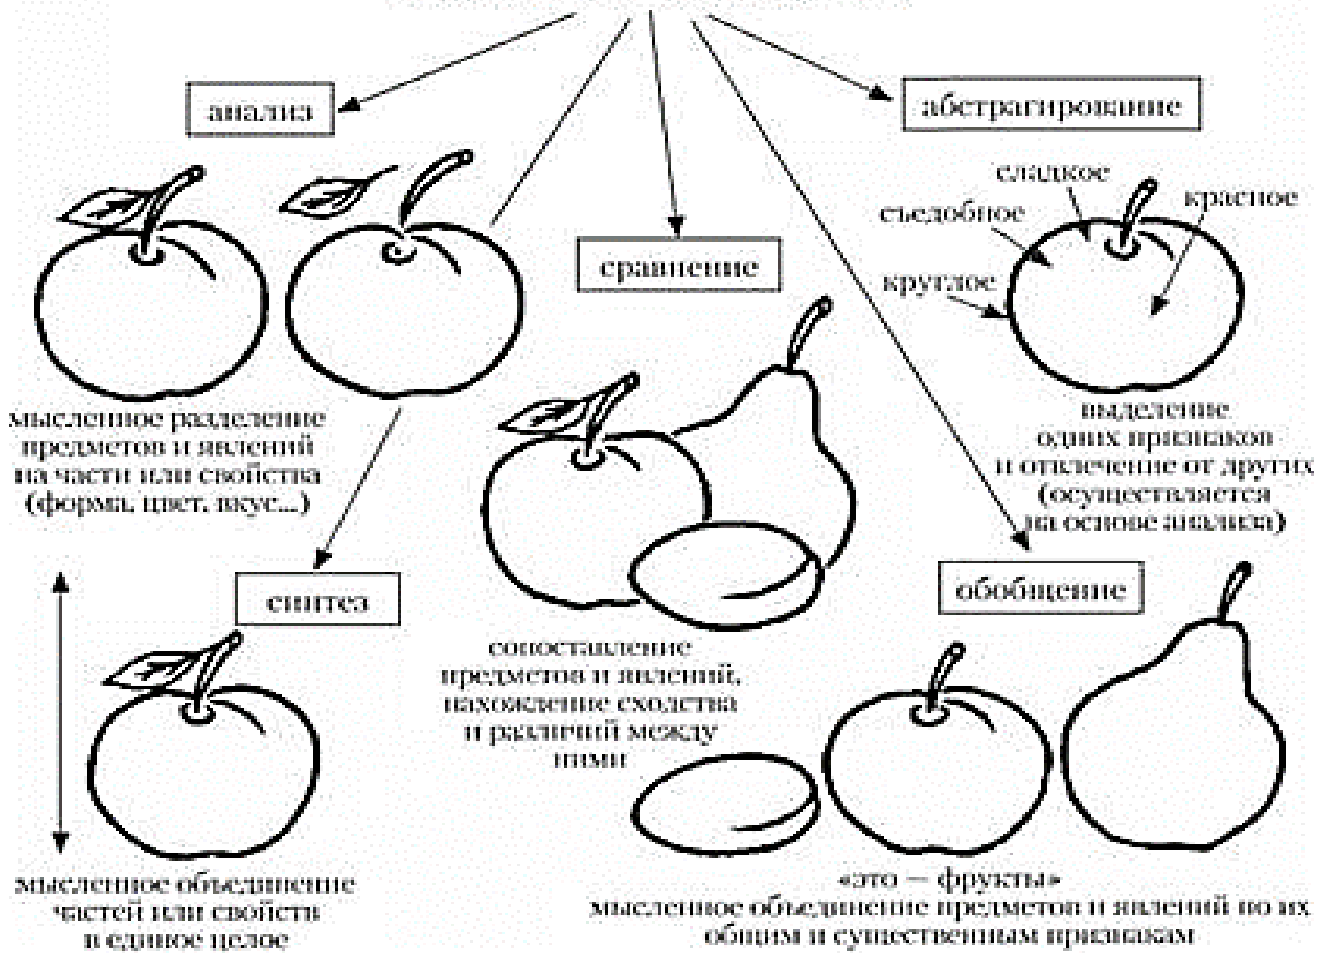 анализ
абстрагирование
сладкое
красное
съедобное
круглое
сравнение
мысленное разделение
предметов и явлений
на части или свойства
(форма, цвет, вкус...)
выделение
одних признаков
и отвлечение от других
(осуществляется
на основе анализа)
синтез
обобщение
сопоставление
предметов и явлений,
нахождение сходства
и различий между
ними
мысленное объединение
частей или свойств
в единое целое
«это — фрукты»
мысленное объединение предметов и явлений по их
общим и существенным признакам